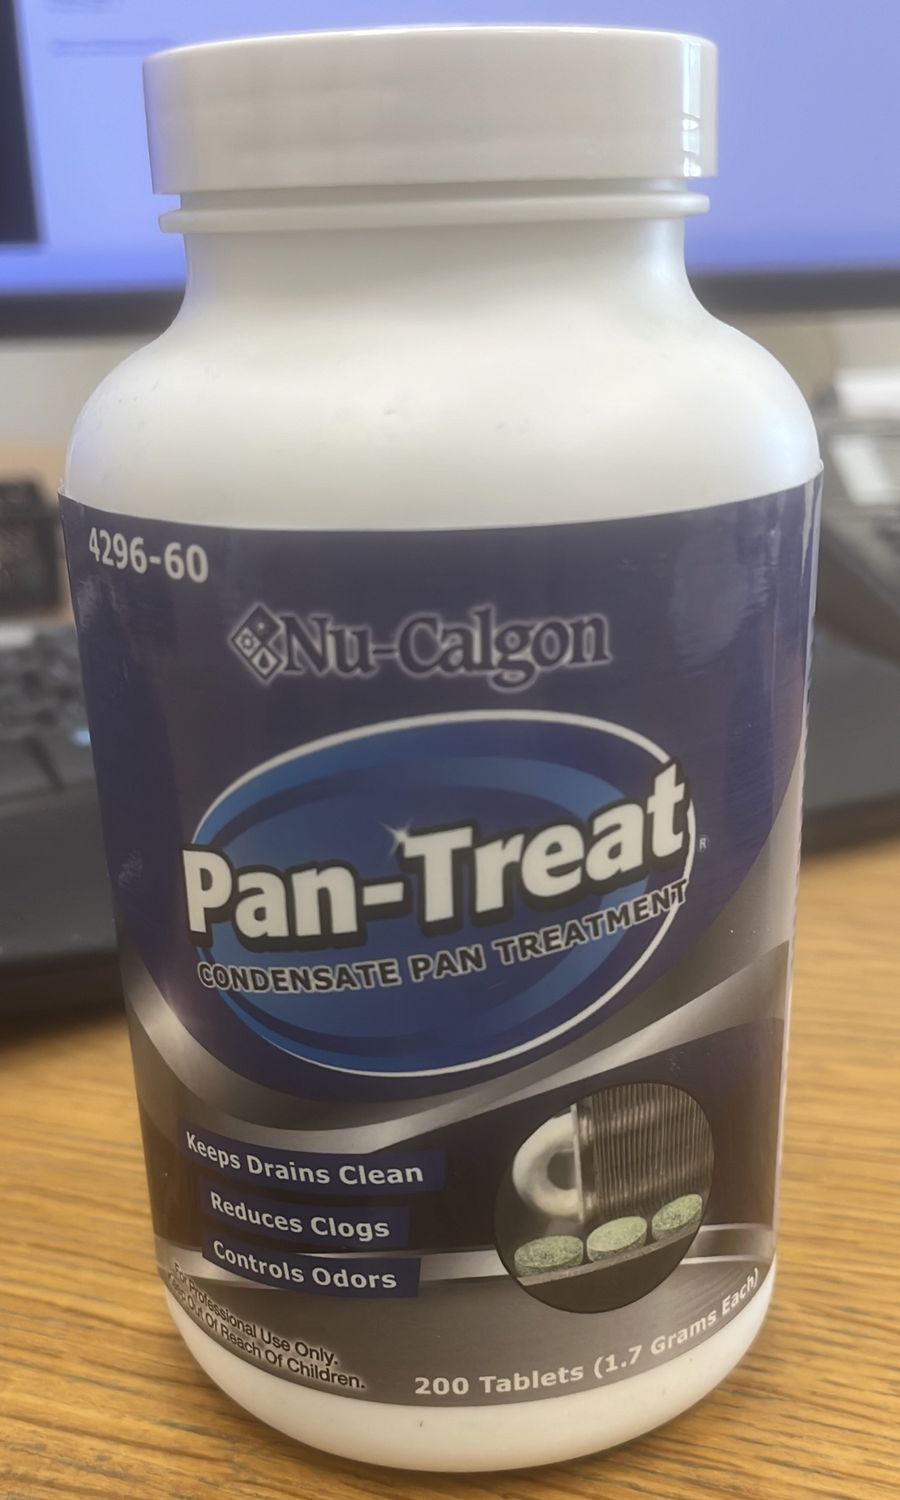 4296-60
Nu-Calgon
Pan-Treat®
CONDENSATE PAN TREATMENT
Keeps Drains Clean
Reduces Clogs
Controls Odors
For Professional Use Only.
Keep Out Of Reach Of Children.
200 Tablets (1.7 Grams Each)